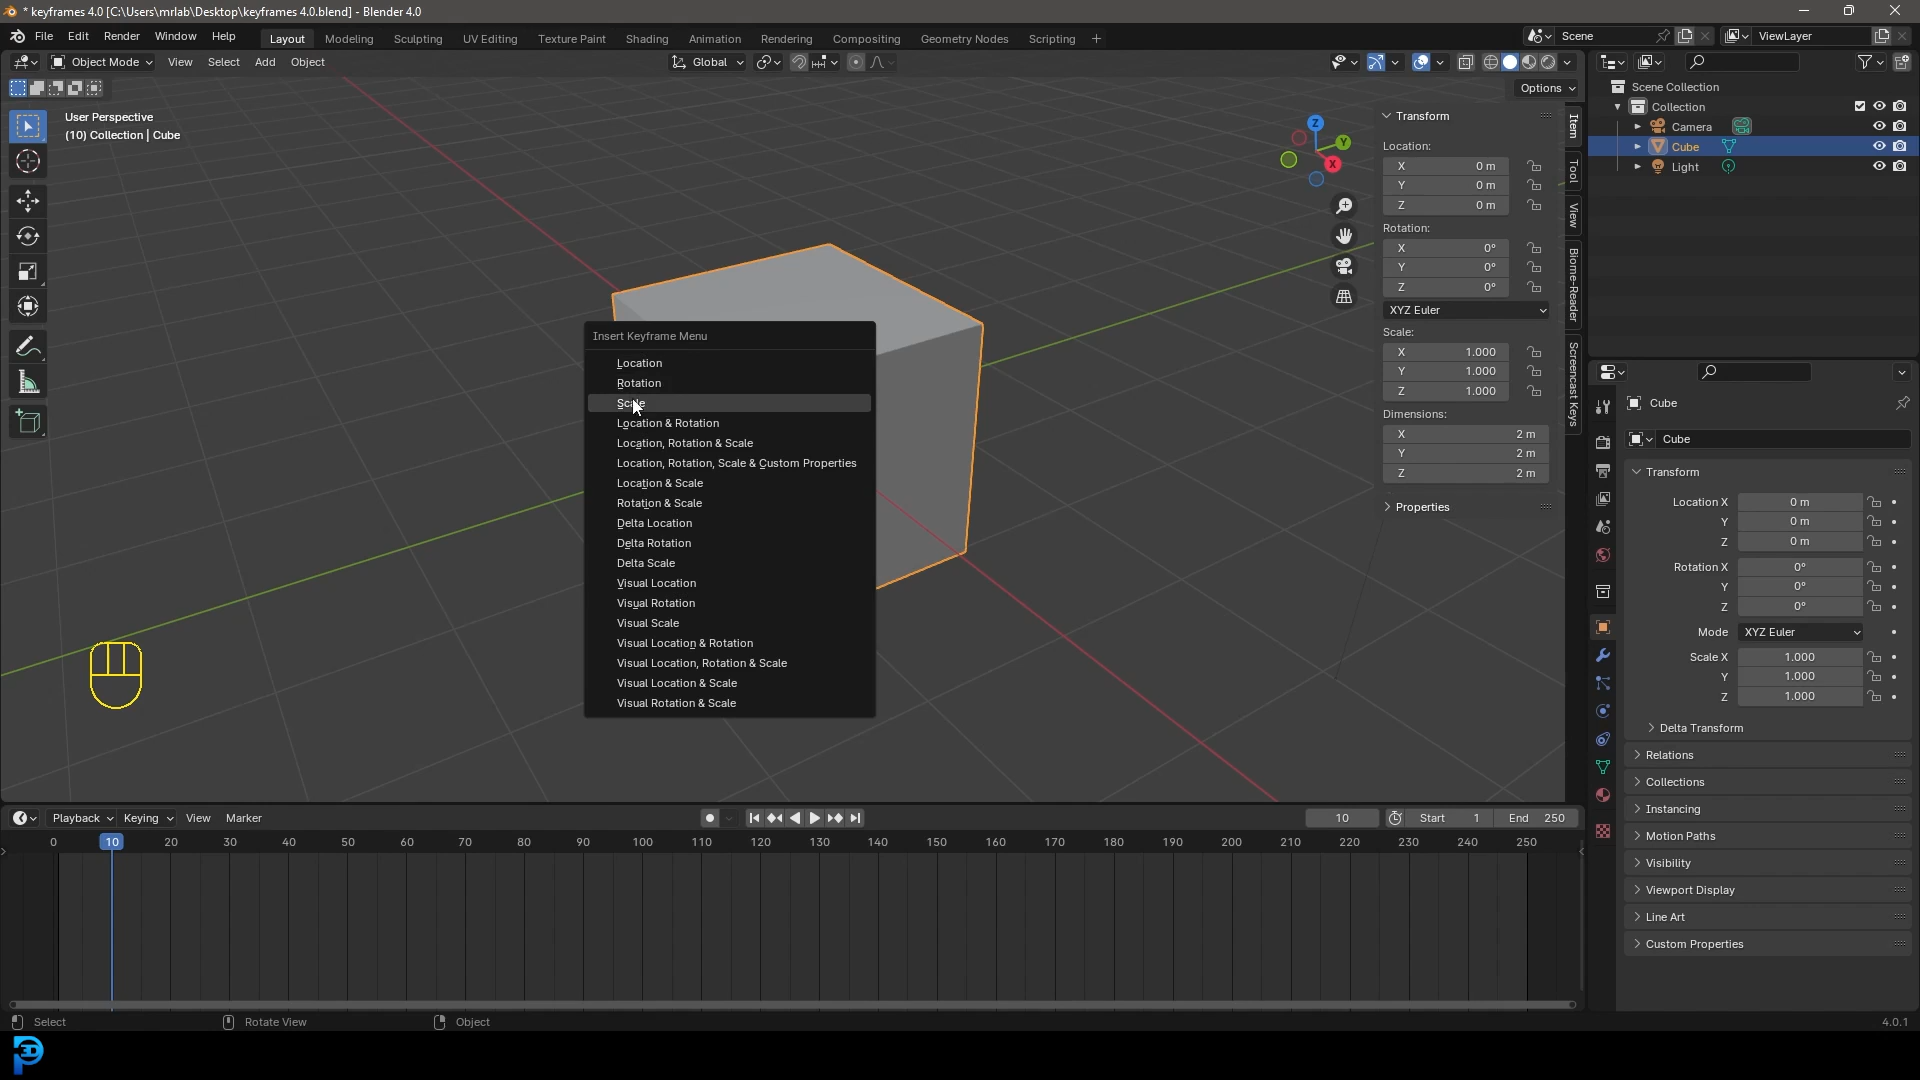 * keyframes 4.0 [C:\Users\mrlab\Desktop\keyframes 4.0.blend] - Blender 4.0
File Edit Render Window Help
Layout Modeling Sculpting UV Editing Texture Paint Shading Animation Rendering Compositing Geometry Nodes Scripting +
Scene
ViewLayer
Object Mode View Select Add Object
Global
Options
User Perspective
(10) Collection | Cube
Z
Y
X
Transform
Location:
X 0 m
Y 0 m
Z 0 m
Rotation:
X 0°
Y 0°
Z 0°
XYZ Euler
Scale:
X 1.000
Y 1.000
Z 1.000
Dimensions:
X 2 m
Y 2 m
Z 2 m
Properties
Item
Tool
View
Biome-Reader
Screencast Keys
Insert Keyframe Menu
Location
Rotation
Scale
Location & Rotation
Location, Rotation & Scale
Location, Rotation, Scale & Custom Properties
Location & Scale
Rotation & Scale
Delta Location
Delta Rotation
Delta Scale
Visual Location
Visual Rotation
Visual Scale
Visual Location & Rotation
Visual Location, Rotation & Scale
Visual Location & Scale
Visual Rotation & Scale
Scene Collection
Collection
Camera
Cube
Light
Cube
Cube
Transform
Location X 0 m
Y 0 m
Z 0 m
Rotation X 0°
Y 0°
Z 0°
Mode XYZ Euler
Scale X 1.000
Y 1.000
Z 1.000
Delta Transform
Relations
Collections
Instancing
Motion Paths
Visibility
Viewport Display
Line Art
Custom Properties
Playback Keying View Marker
10 Start 1 End 250
0 10 20 30 40 50 60 70 80 90 100 110 120 130 140 150 160 170 180 190 200 210 220 230 240 250
Select Rotate View Object
4.0.1
3D